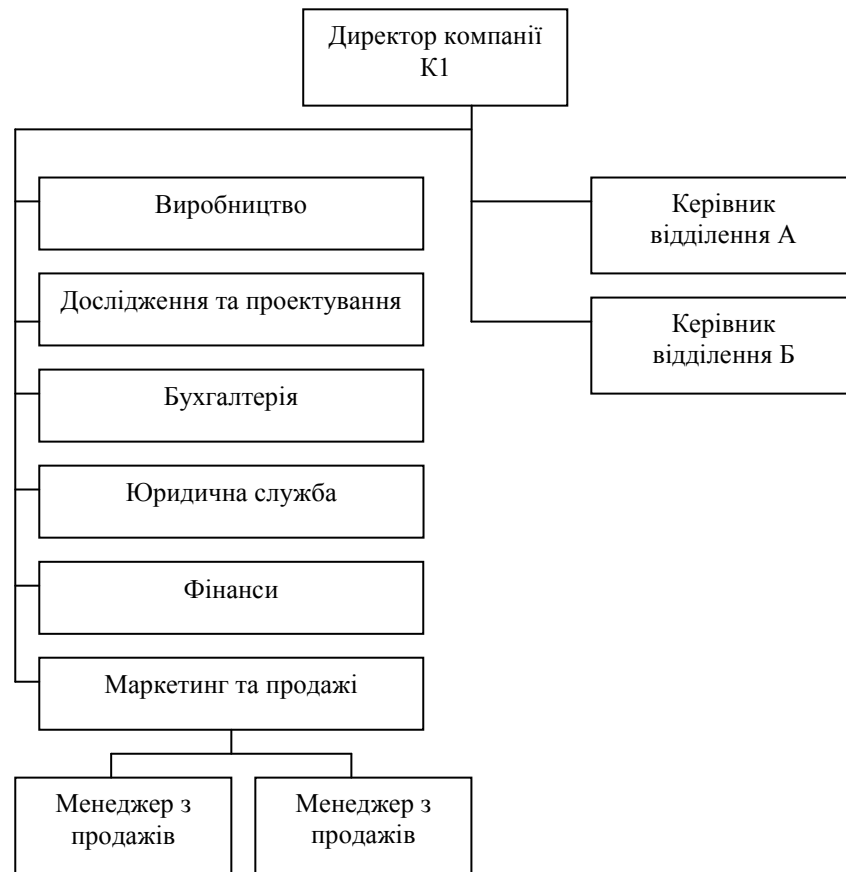 Директор компанії
К1
Виробництво
Дослідження та проектування
Бухгалтерія
Юридична служба
Фінанси
Маркетинг та продажі
Менеджер з
продажів
Менеджер з
продажів
Керівник
відділення А
Керівник
відділення Б